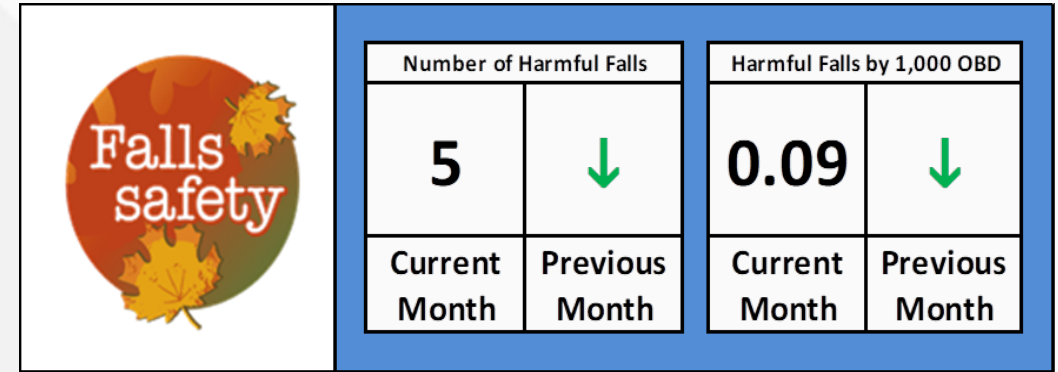 Falls
safety
Number of Harmful Falls
5
↓
Current
Month
Previous
Month
Harmful Falls by 1,000 OBD
0.09
↓
Current
Month
Previous
Month